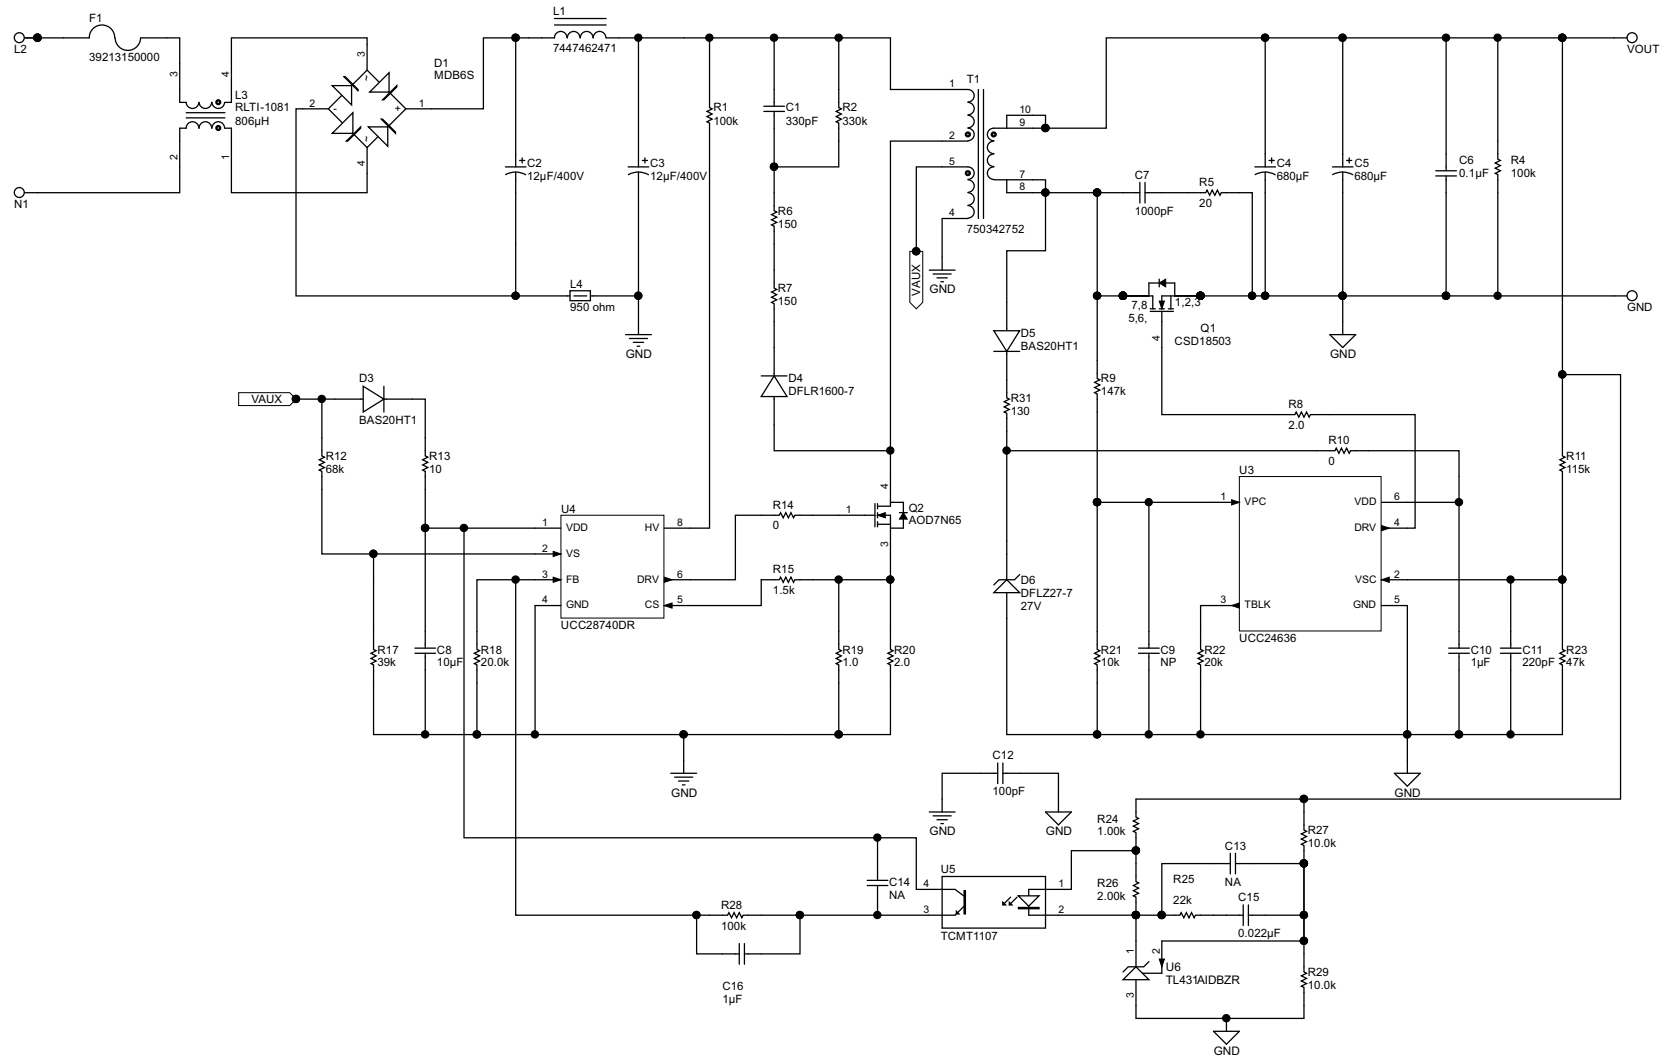 F1
L2
39213150000
3
4
L3
RLTI-1081
806µH
2
1
N1
3
~
2
-
+
1
~
4
D1
MDB6S
L1
7447462471
+
C2
12µF/400V
+
C3
12µF/400V
L4
950 ohm
GND
R1
100k
C1
330pF
R2
330k
R6
150
R7
150
D4
DFLR1600-7
T1
1
2
5
4
10
9
7
8
750342752
VAUX
GND
C7
1000pF
R5
20
+
C4
680µF
+
C5
680µF
C6
0.1µF
R4
100k
VOUT
GND
7,8
5,6,
1,2,3
4
Q1
CSD18503
GND
D5
BAS20HT1
R31
130
R9
147k
R8
2.0
R10
0
R11
115k
VAUX
D3
BAS20HT1
R12
68k
R13
10
U4
1
VDD
HV
8
2
VS
3
FB
DRV
6
4
GND
CS
5
UCC28740DR
R14
0
1
4
Q2
AOD7N65
3
R15
1.5k
R17
39k
C8
10µF
R18
20.0k
R19
1.0
R20
2.0
GND
D6
DFLZ27-7
27V
U3
1
VPC
VDD
6
DRV
4
VSC
2
3
TBLK
GND
5
UCC24636
R21
10k
C9
NP
R22
20k
C10
1µF
C11
220pF
R23
47k
GND
C12
100pF
GND
GND
R24
1.00k
R27
10.0k
C13
NA
R26
2.00k
R25
22k
C15
0.022µF
U5
4
1
3
2
TCMT1107
C14
NA
R28
100k
C16
1µF
1
2
U6
TL431AIDBZR
3
R29
10.0k
GND